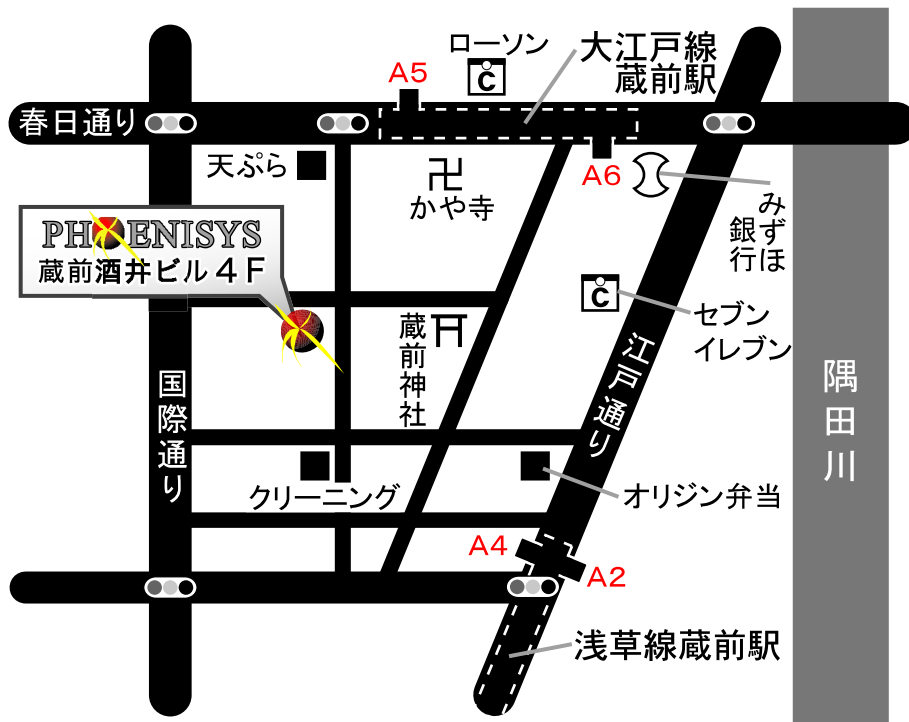 ローソン
C
大江戸線
蔵前駅
A5
春日通り
天ぷら
卍
かや寺
A6
みずほ
銀行
PHOENISYS
蔵前酒井ビル4F
C
セブン
イレブン
蔵前神社
江戸通り
国際通り
隅田川
クリーニング
オリジン弁当
A4
A2
浅草線蔵前駅